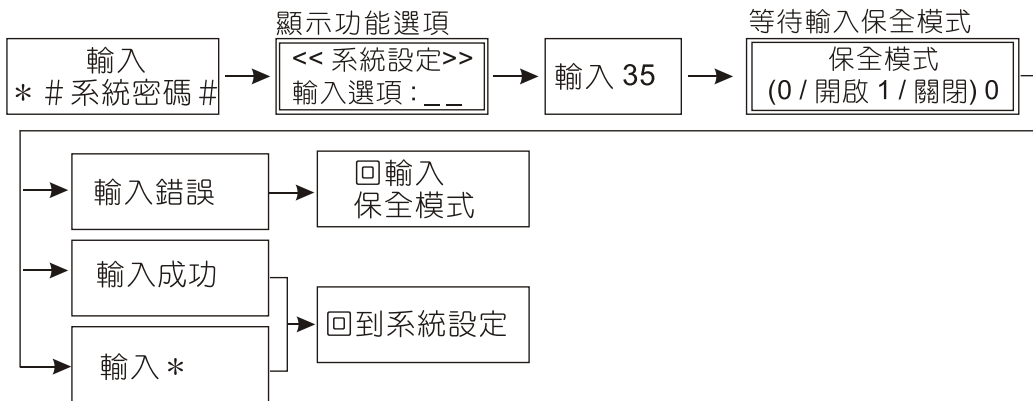 顯示功能選項
等待輸入保全模式
輸入
＊＃系統密碼＃
<< 系統設定>>
輸入選項：_ _
輸入 35
保全模式
(0 / 開啟 1 / 關閉) 0
輸入錯誤
回輸入
保全模式
輸入成功
回到系統設定
輸入＊